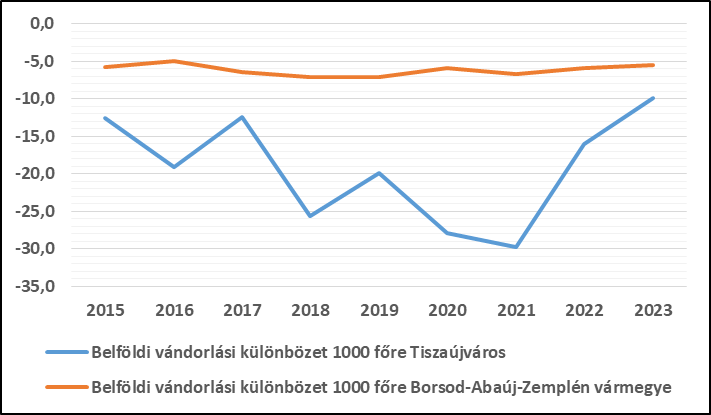 0,0
-5,0
-10,0
-15,0
-20,0
-25,0
-30,0
-35,0
2015 2016 2017 2018 2019 2020 2021 2022 2023
Belföldi vándorlási különbözet 1000 főre Tiszaújváros
Belföldi vándorlási különbözet 1000 főre Borsod-Abaúj-Zemplén vármegye